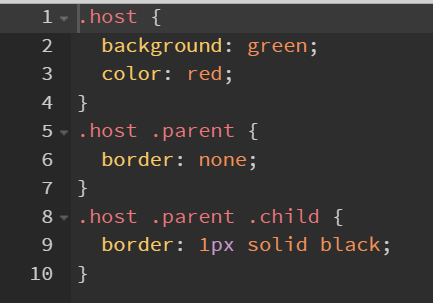 1 .host {
2   background: green;
3   color: red;
4 }
5 .host .parent {
6   border: none;
7 }
8 .host .parent .child {
9   border: 1px solid black;
10 }